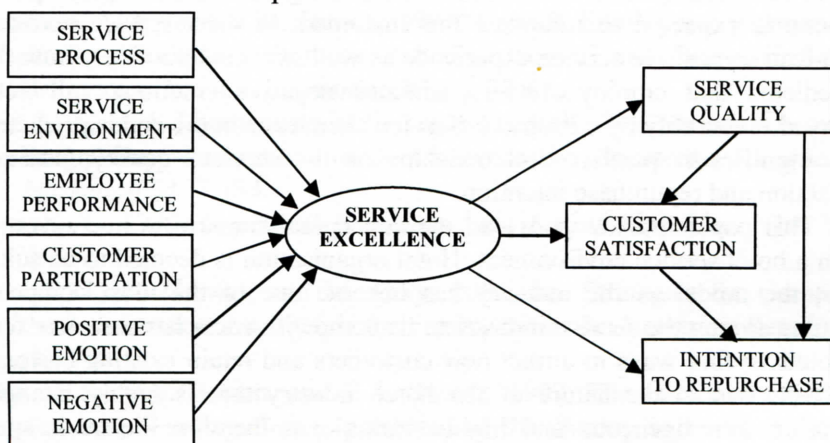 SERVICE
PROCESS
SERVICE
ENVIRONMENT
EMPLOYEE
PERFORMANCE
CUSTOMER
PARTICIPATION
POSITIVE
EMOTION
NEGATIVE
EMOTION
SERVICE
EXCELLENCE
SERVICE
QUALITY
CUSTOMER
SATISFACTION
INTENTION
TO REPURCHASE